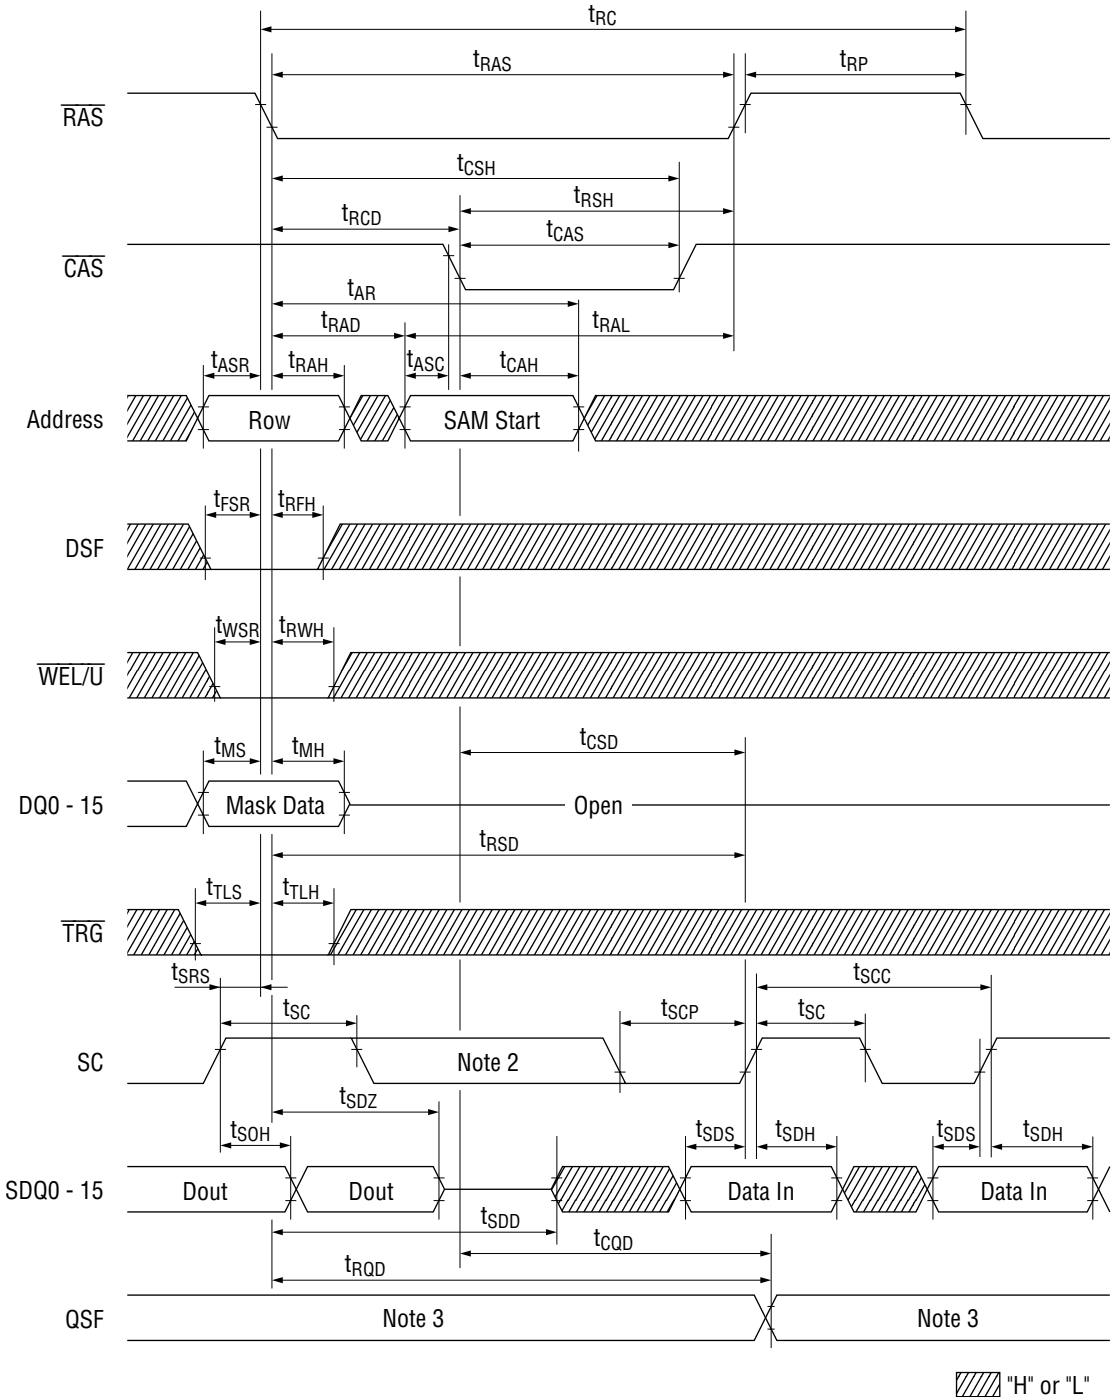 tRC
tRAS
tRP
RAS
tCSH
tRSH
tRCD
tCAS
CAS
tAR
tRAD
tRAL
tASR
tRAH
tASC
tCAH
Address
Row
SAM Start
tFSR
tRFH
DSF
tWSR
tRWH
WEL/U
tCSD
tMS
tMH
DQ0 - 15
Mask Data
Open
tRSD
tTLS
tTLH
TRG
tSRS
tSCC
tSC
tSCP
tSC
SC
Note 2
tSDZ
tSOH
tSDS
tSDH
tSDS
tSDH
SDQ0 - 15
Dout
Dout
Data In
Data In
tSDD
tCQD
tRQD
QSF
Note 3
Note 3
"H" or "L"